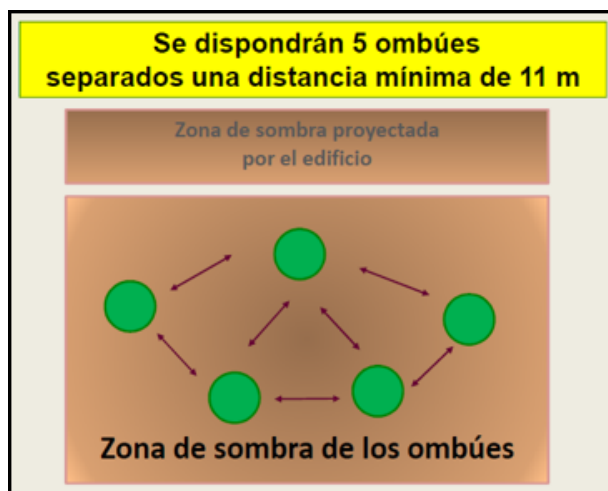 Se dispondrán 5 ombúes
separados una distancia mínima de 11 m
Zona de sombra proyectada
por el edificio
Zona de sombra de los ombúes